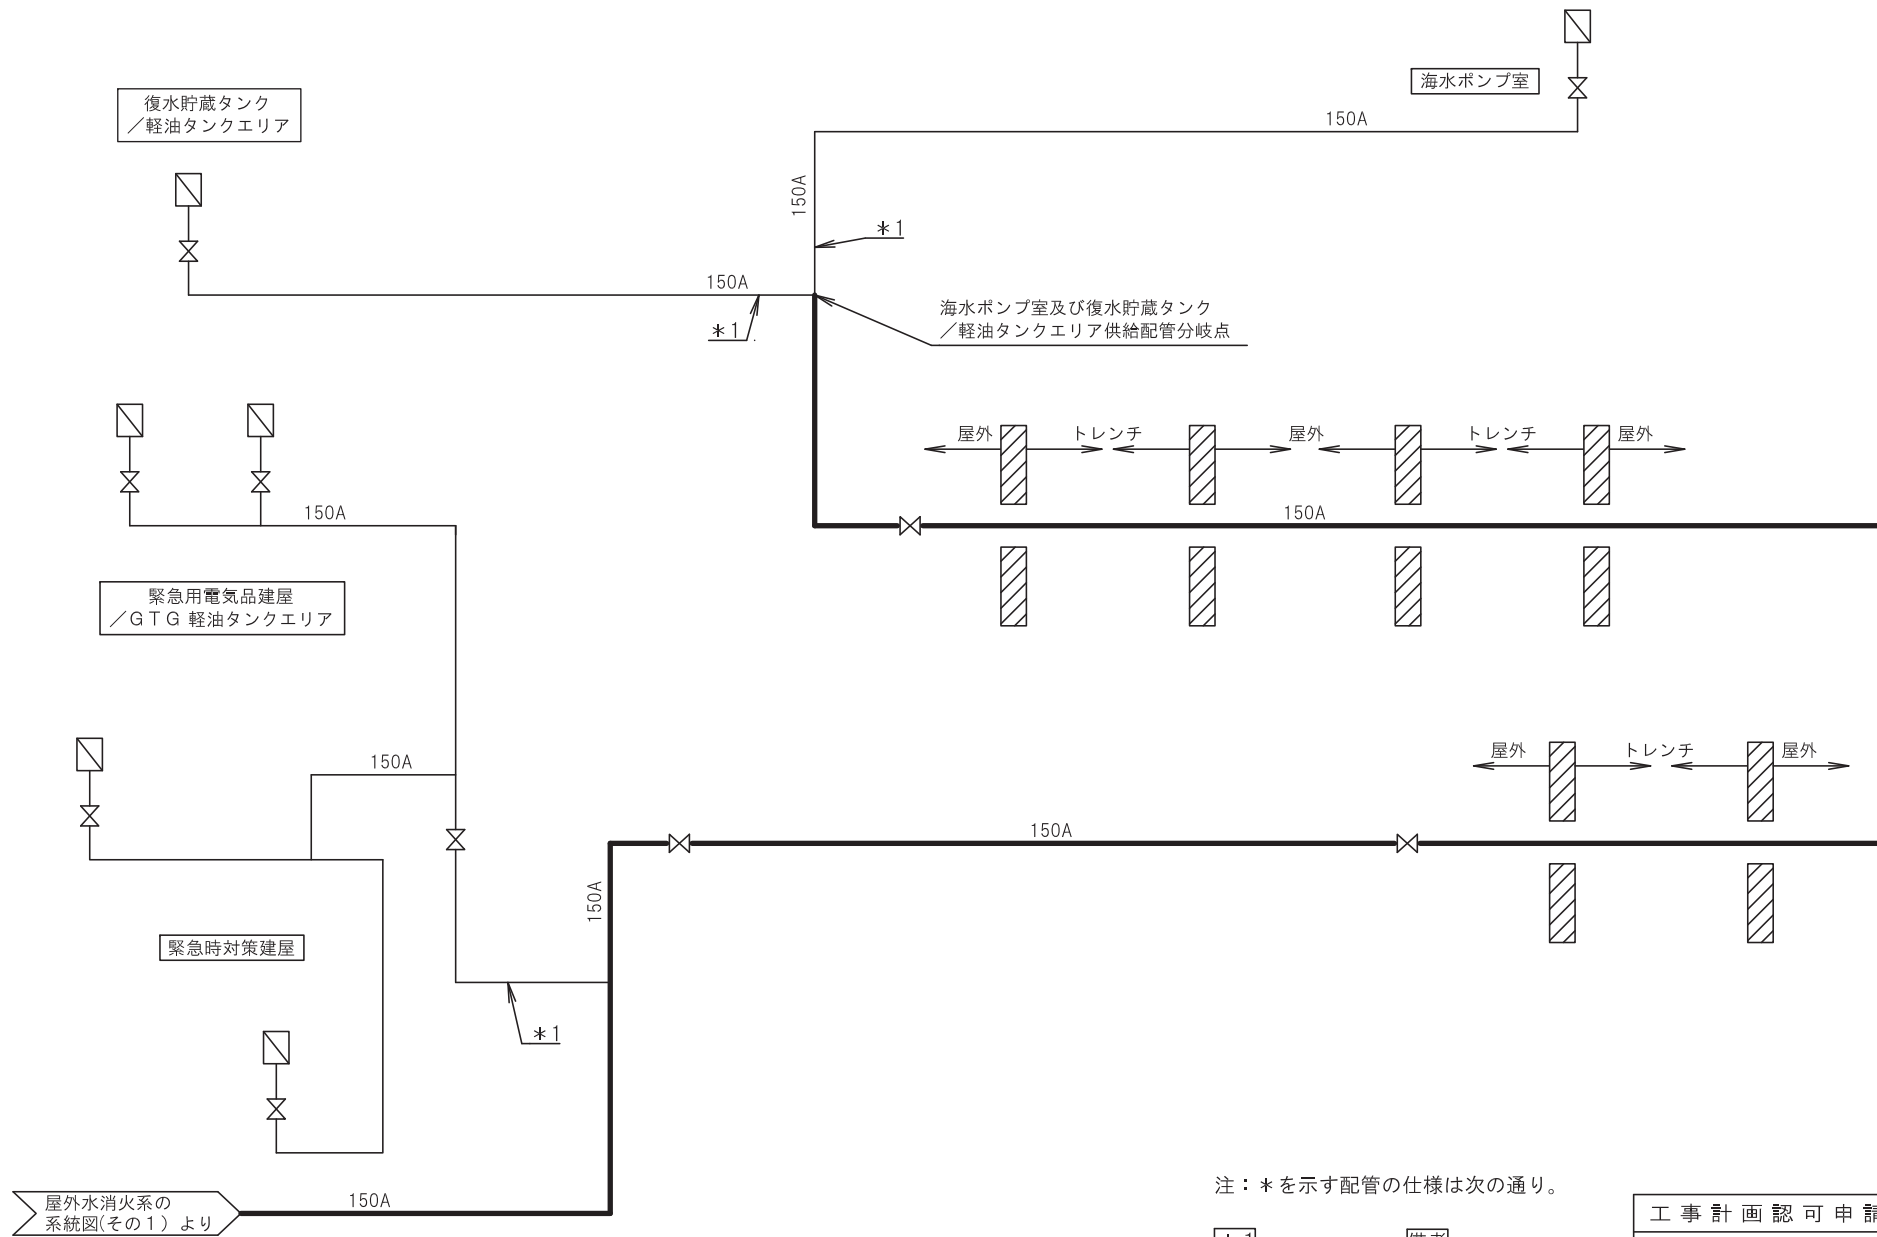 海水ポンプ室
復水貯蔵タンク
／軽油タンクエリア
150A
150A
＊1
150A
＊1
海水ポンプ室及び復水貯蔵タンク
／軽油タンクエリア供給配管分岐点
屋外 トレンチ 屋外 トレンチ 屋外
150A
150A
緊急用電気品建屋
／GTG 軽油タンクエリア
150A
屋外 トレンチ 屋外
150A
150A
緊急時対策建屋
＊1
注：＊を示す配管の仕様は次の通り。
屋外水消火系の
系統図(その1) より
150A
工事計画認可申請
＊1
備考